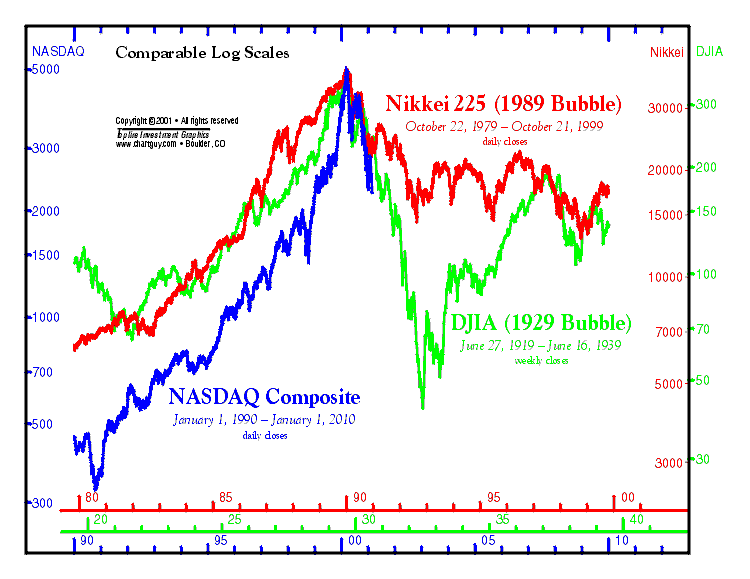 NASDAQ
Comparable Log Scales
Nikkei
DJIA
5000
3000
2000
1500
1000
700
500
300
30000
20000
15000
10000
7000
5000
3000
300
200
150
100
70
50
30
Copyright ©2001 • All rights reserved
Investment Graphics
www.chartguy.com • Boulder, CO
Nikkei 225 (1989 Bubble)
October 22, 1979 – October 21, 1999
daily closes
DJIA (1929 Bubble)
June 27, 1919 – June 16, 1939
weekly closes
NASDAQ Composite
January 1, 1990 – January 1, 2010
daily closes
80 85 90 95 00
20 25 30 35 40
90 95 00 05 10